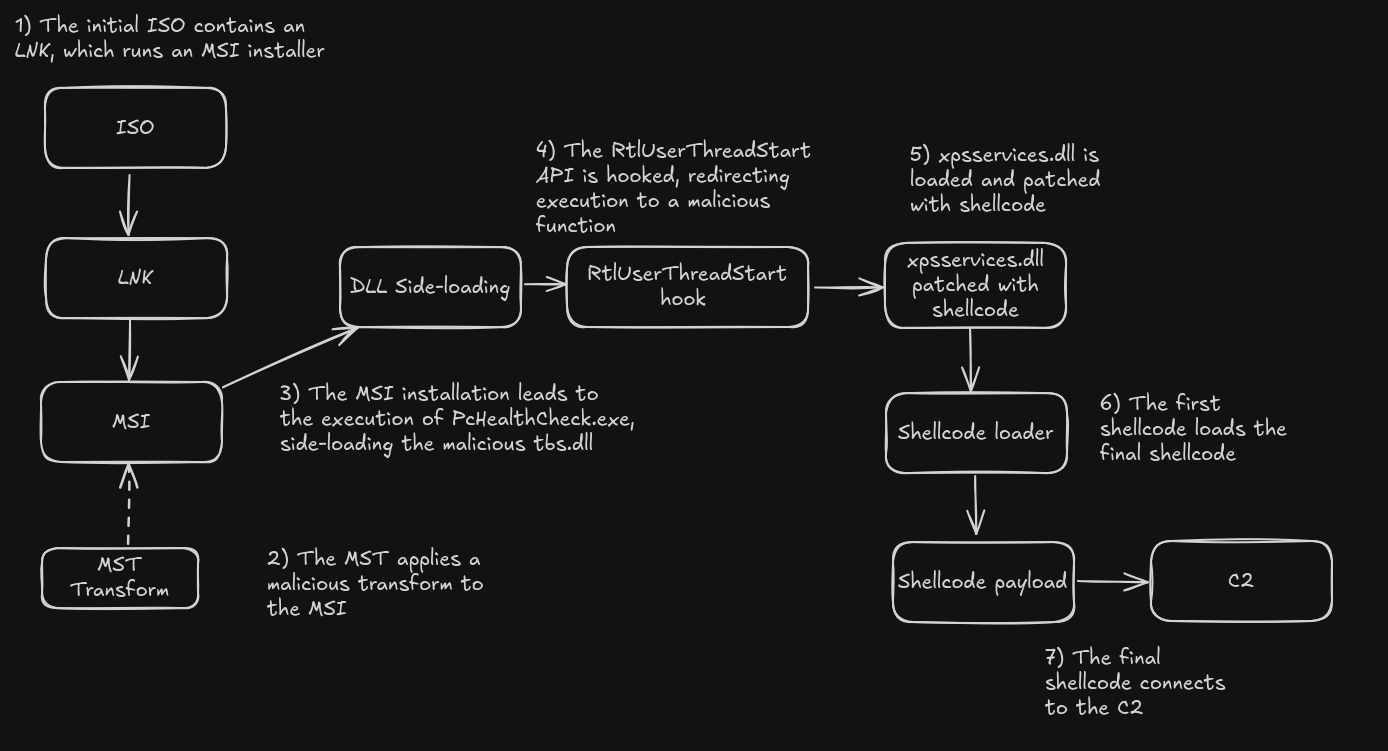 1) The initial ISO contains an
LNK, which runs an MSI installer
ISO
LNK
MSI
MST
Transform
2) The MST applies a
malicious transform to
the MSI
3) The MSI installation leads to
the execution of PcHealthCheck.exe,
side-loading the malicious tbs.dll
DLL Side-loading
4) The RtlUserThreadStart
API is hooked, redirecting
execution to a malicious
function
RtlUserThreadStart
hook
5) xpsservices.dll is
loaded and patched
with shellcode
xpsservices.dll
patched with
shellcode
Shellcode loader
6) The first
shellcode loads the
final shellcode
Shellcode payload
C2
7) The final
shellcode connects
to the C2